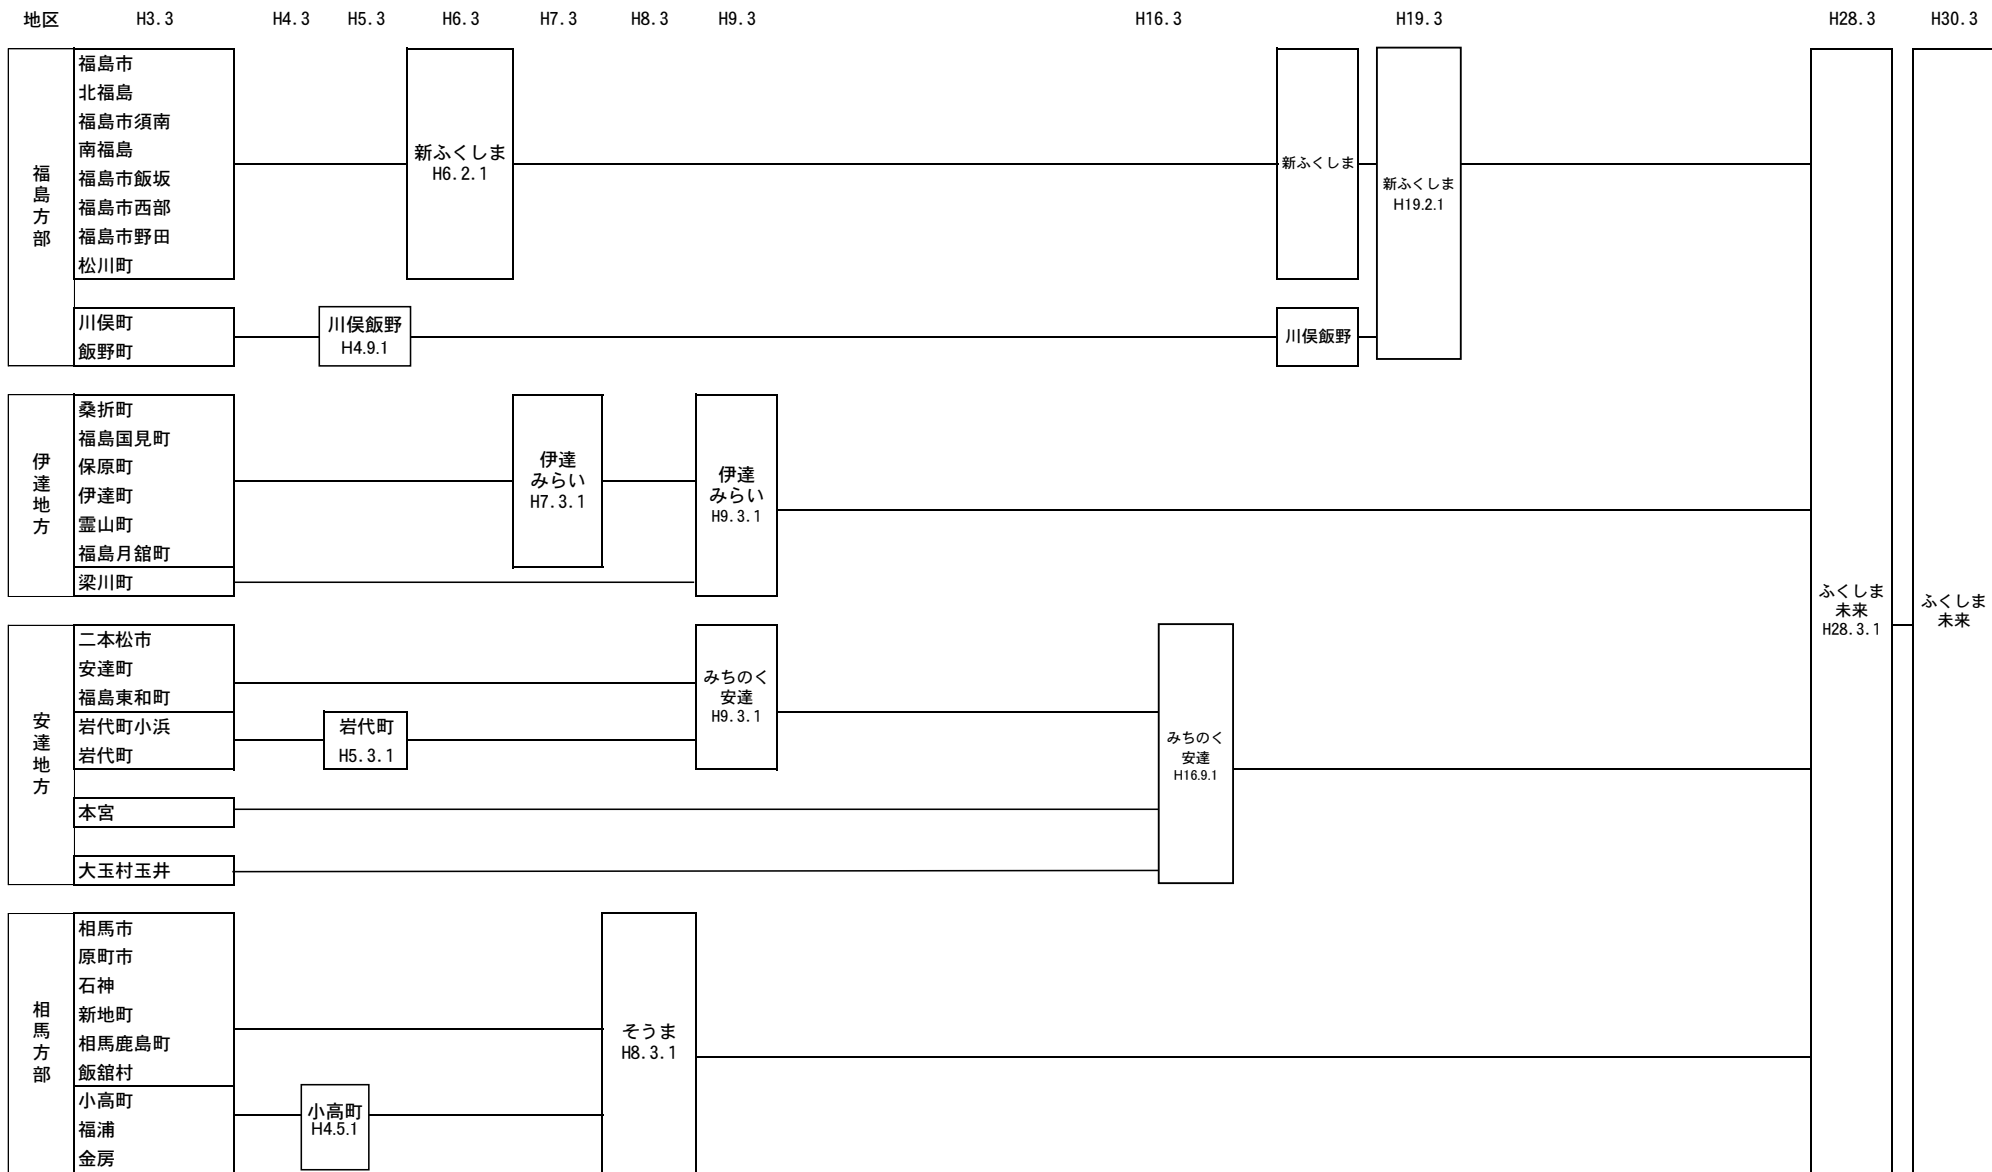 地区 H3.3 H4.3 H5.3 H6.3 H7.3 H8.3 H9.3 H16.3 H19.3 H28.3 H30.3
福島方部
福島市
北福島
福島市須南
南福島
福島市飯坂
福島市西部
福島市野田
松川町
新ふくしま
H6.2.1
新ふくしま
新ふくしま
H19.2.1
川俣町
飯野町
川俣飯野
H4.9.1
川俣飯野
伊達地方
桑折町
福島国見町
保原町
伊達町
霊山町
福島月舘町
梁川町
伊達
みらい
H7.3.1
伊達
みらい
H9.3.1
安達地方
二本松市
安達町
福島東和町
岩代町小浜
岩代町
岩代町
H5.3.1
みちのく
安達
H9.3.1
本宮
大玉村玉井
みちのく
安達
H16.9.1
相馬方部
相馬市
原町市
石神
新地町
相馬鹿島町
飯舘村
小高町
福浦
金房
小高町
H4.5.1
そうま
H8.3.1
ふくしま
未来
H28.3.1
ふくしま
未来